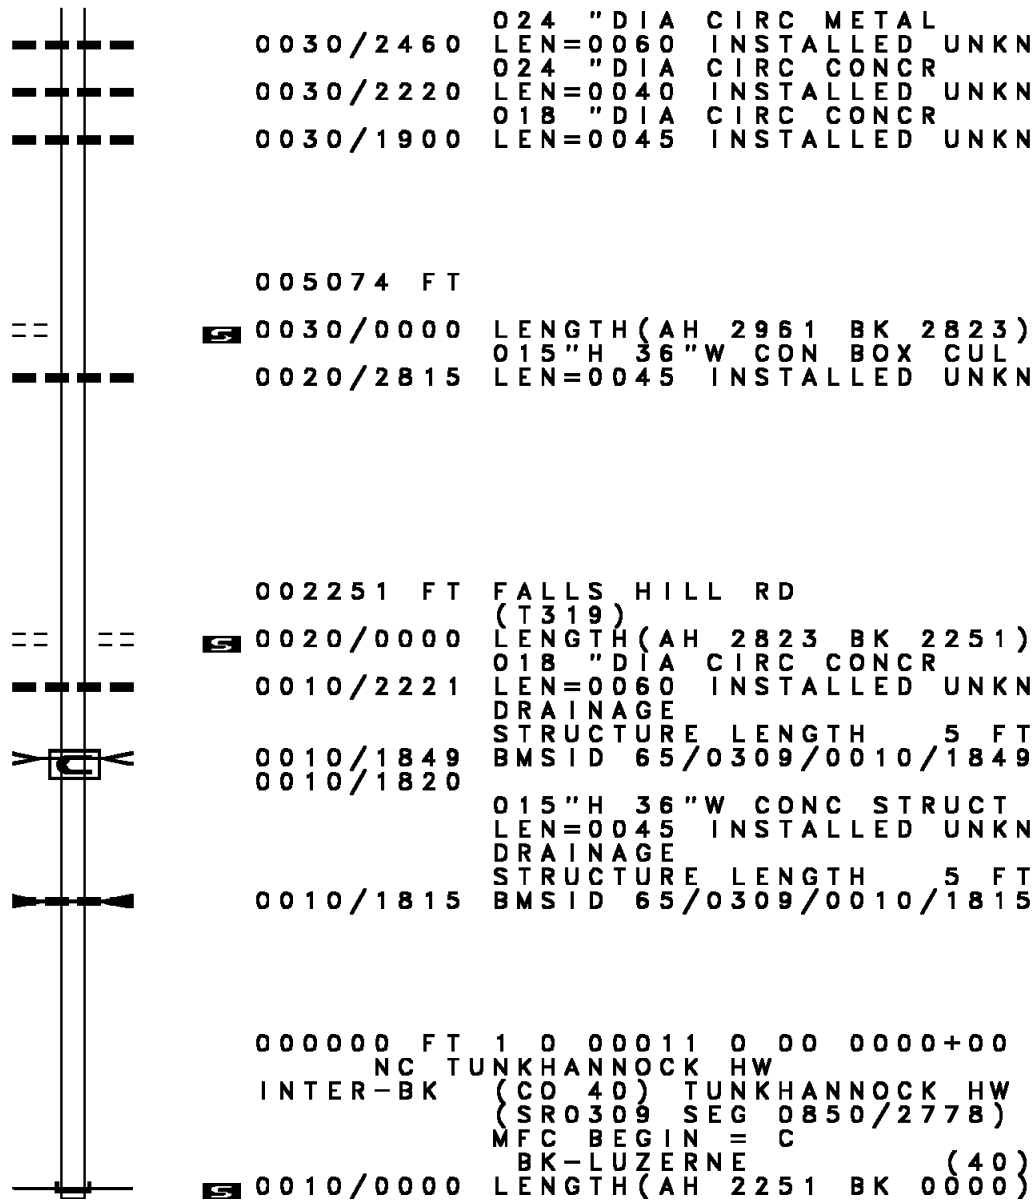 024 "DIA CIRC METAL
0030/2460 LEN=0060 INSTALLED UNKN
024 "DIA CIRC CONCR
0030/2220 LEN=0040 INSTALLED UNKN
018 "DIA CIRC CONCR
0030/1900 LEN=0045 INSTALLED UNKN
005074 FT
S 0030/0000 LENGTH(AH 2961 BK 2823)
015"H 36"W CON BOX CUL
0020/2815 LEN=0045 INSTALLED UNKN
002251 FT FALLS HILL RD
(T319)
S 0020/0000 LENGTH(AH 2823 BK 2251)
018 "DIA CIRC CONCR
0010/2221 LEN=0060 INSTALLED UNKN
DRAINAGE
STRUCTURE LENGTH 5 FT
0010/1849 BMSID 65/0309/0010/1849
0010/1820
015"H 36"W CONC STRUCT
LEN=0045 INSTALLED UNKN
DRAINAGE
STRUCTURE LENGTH 5 FT
0010/1815 BMSID 65/0309/0010/1815
000000 FT 1 0 00011 0 00 0000+00
NC TUNKHANNOCK HW
INTER-BK (CO 40) TUNKHANNOCK HW
(SR0309 SEG 0850/2778)
MFC BEGIN = C
BK-LUZERNE (40)
S 0010/0000 LENGTH(AH 2251 BK 0000)